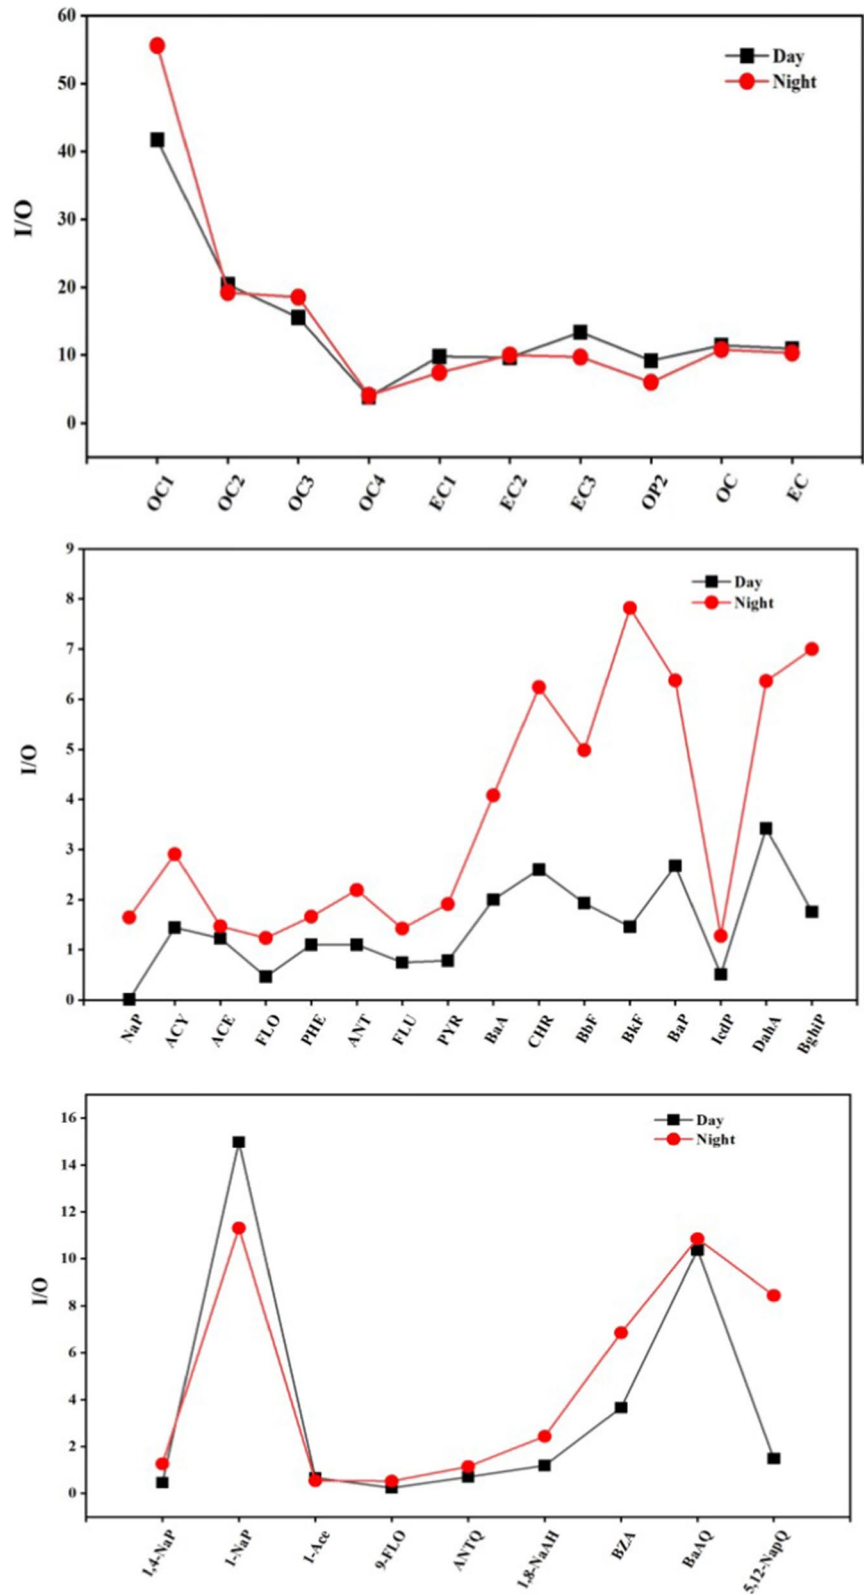 60
Day
Night
50
40
30
20
10
0
I/O
OC1 OC2 OC3 OC4 EC1 EC2 EC3 OP2 OC EC
9
Day
Night
8
7
6
5
4
3
2
1
0
I/O
NaP ACY ACE FLO PHE ANT FLU PYR BaA CHR BbF BkF BaP IcdP DahA BghiP
16
Day
Night
14
12
10
8
6
4
2
0
I/O
1,4-NaP 1-NaP 1-Ace 9-FLO ANTQ 1,8-NaAH BZA BaAQ 5,12-NapQ